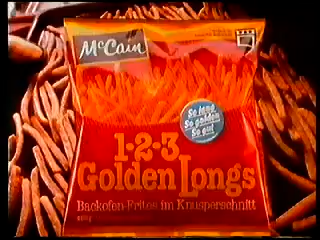 McCain
So lang
So golden
So gut
1·2·3
Golden Longs
Backofen-Frites im Knusperschnitt